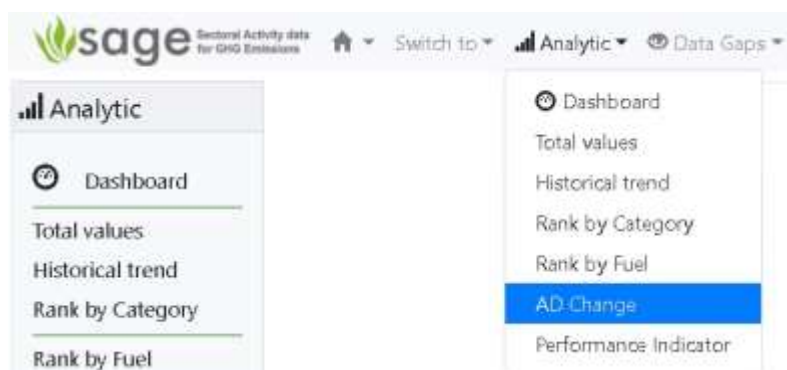 sage Sectoral Activity data
for GHG Emissions
Switch to
Analytic
Data Gaps
Analytic
Dashboard
Total values
Historical trend
Rank by Category
Rank by Fuel
Dashboard
Total values
Historical trend
Rank by Category
Rank by Fuel
AD-Change
Performance Indicator